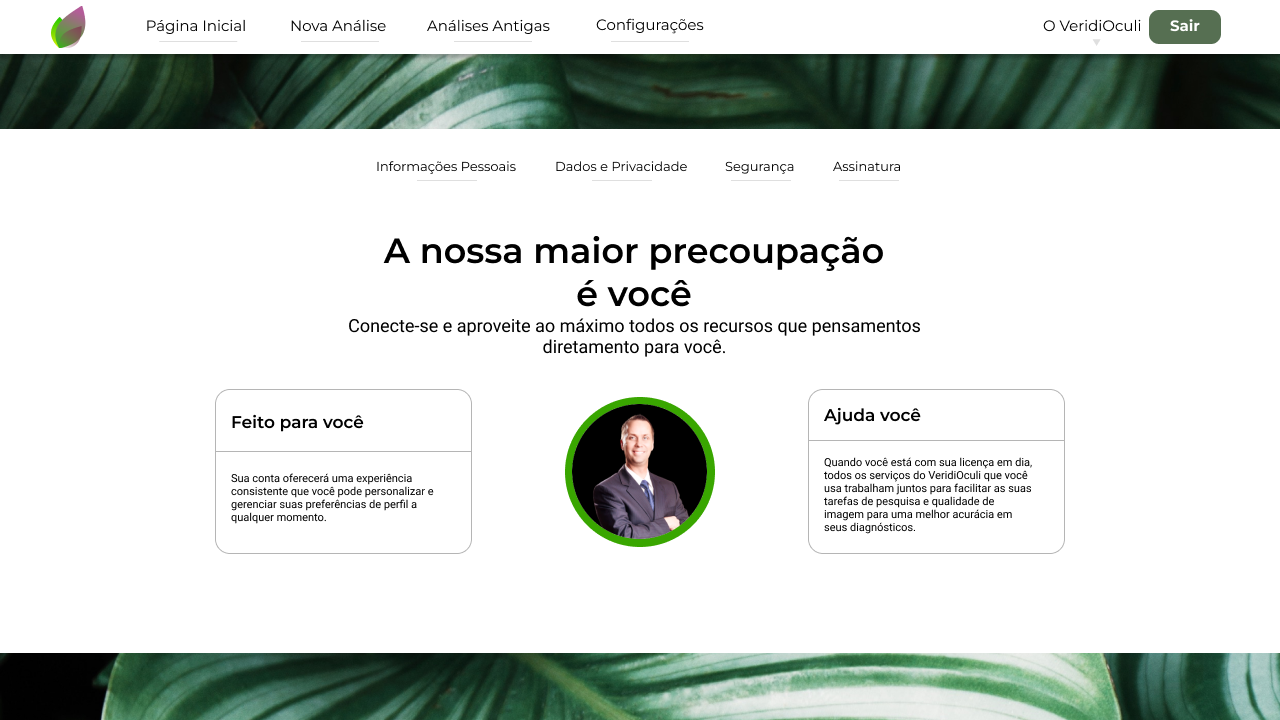 Página Inicial
Nova Análise
Análises Antigas
Configurações
O VeridiOculi
Sair
Informações Pessoais
Dados e Privacidade
Segurança
Assinatura
A nossa maior precoupação
é você
Conecte-se e aproveite ao máximo todos os recursos que pensamentos
diretamento para você.
Feito para você
Sua conta oferecerá uma experiência
consistente que você pode personalizar e
gerenciar suas preferências de perfil a
qualquer momento.
Ajuda você
Quando você está com sua licença em dia,
todos os serviços do VeridiOculi que você
usa trabalham juntos para facilitar as suas
tarefas de pesquisa e qualidade de
imagem para uma melhor acurácia em
seus diagnósticos.